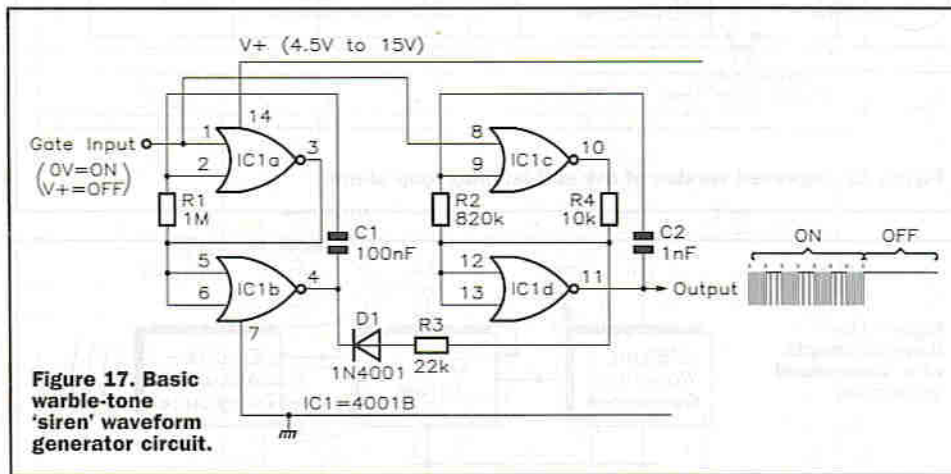 V+ (4.5V to 15V)
14
Gate Input
(0V=ON
V+=OFF)
1
2
3
IC1a
8
9
10
IC1c
R1
1M
C1
100nF
R2
820k
R4
10k
C2
1nF
ON
OFF
5
6
4
IC1b
12
13
11
IC1d
Output
7
D1
1N4001
R3
22k
IC1=4001B
Figure 17. Basic
warble-tone
'siren' waveform
generator circuit.